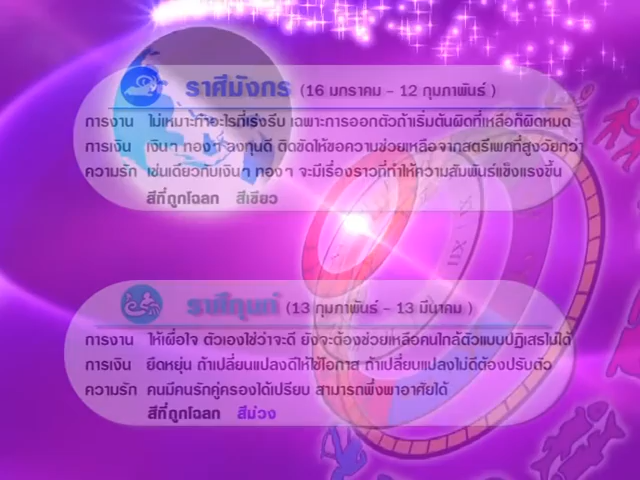 ราศีมังกร (16 มกราคม - 12 กุมภาพันธ์ )
การงาน ไม่เหมาะทำอะไรที่เร่งรีบ เฉพาะการออกตัวถ้าเริ่มต้นผิดที่เหลือก็ผิดหมด
การเงิน เงินๆ ทองๆ ลงทุนดี ติดขัดให้ขอความช่วยเหลือจากสตรีเพศที่สูงวัยกว่า
ความรัก เช่นเดียวกับเงินๆ ทองๆ จะมีเรื่องราวที่ทำให้ความสัมพันธ์แข็งแรงขึ้น
สีที่ถูกโฉลก สีเขียว
ราศีกุมภ์ (13 กุมภาพันธ์ - 13 มีนาคม )
การงาน ให้เผื่อใจ ตัวเองใช่ว่าจะดี ยังจะต้องช่วยเหลือคนใกล้ตัวแบบปฏิเสธไม่ได้
การเงิน ยืดหยุ่น ถ้าเปลี่ยนแปลงดีให้ใช้โอกาส ถ้าเปลี่ยนแปลงไม่ดีต้องปรับตัว
ความรัก คนมีคนรักคู่ครองได้เปรียบ สามารถพึ่งพาอาศัยได้
สีที่ถูกโฉลก สีม่วง